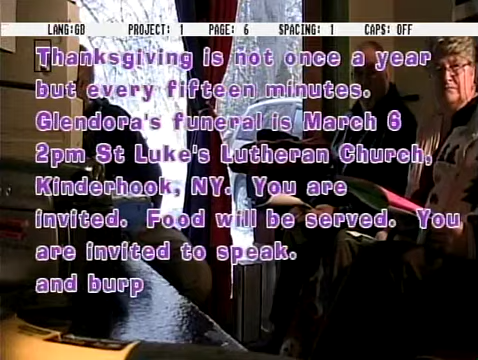 LANG:GD PROJECT: 1 PAGE: 6 SPACING: 1 CAPS: OFF
Thanksgiving is not once a year
but every fifteen minutes.
Glendora's funeral is March 6
2pm St Luke's Lutheran Church,
Kinderhook, NY. You are
invited. Food will be served. You
are invited to speak.
and burp